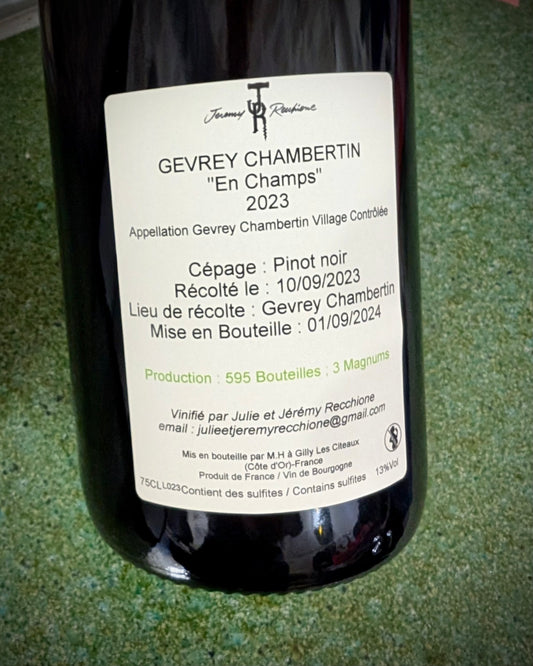 Jeremy Recchione
GEVREY CHAMBERTIN
"En Champs"
2023
Appellation Gevrey Chambertin Village Contrôlée
Cépage : Pinot noir
Récolté le : 10/09/2023
Lieu de récolte : Gevrey Chambertin
Mise en Bouteille : 01/09/2024
Production : 595 Bouteilles ; 3 Magnums
Vinifié par Julie et Jérémy Recchione
email : julieetjeremyrecchione@gmail.com
Mis en bouteille par M.H à Gilly Les Citeaux
(Côte d'Or)-France
Produit de France / Vin de Bourgogne
75CL L023 Contient des sulfites / Contains sulfites 13%Vol